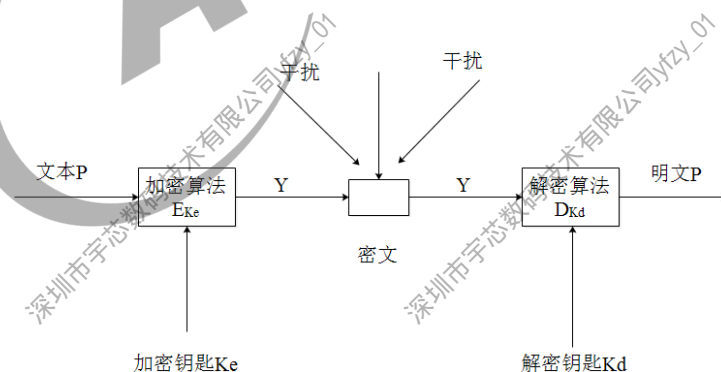 干扰
干扰
文本P
加密算法
EKe
Y
Y
解密算法
DKd
明文P
密文
加密钥匙Ke
解密钥匙Kd
深圳市宇芯数码技术有限公司yfzy_01
深圳市宇芯数码技术有限公司yfzy_01